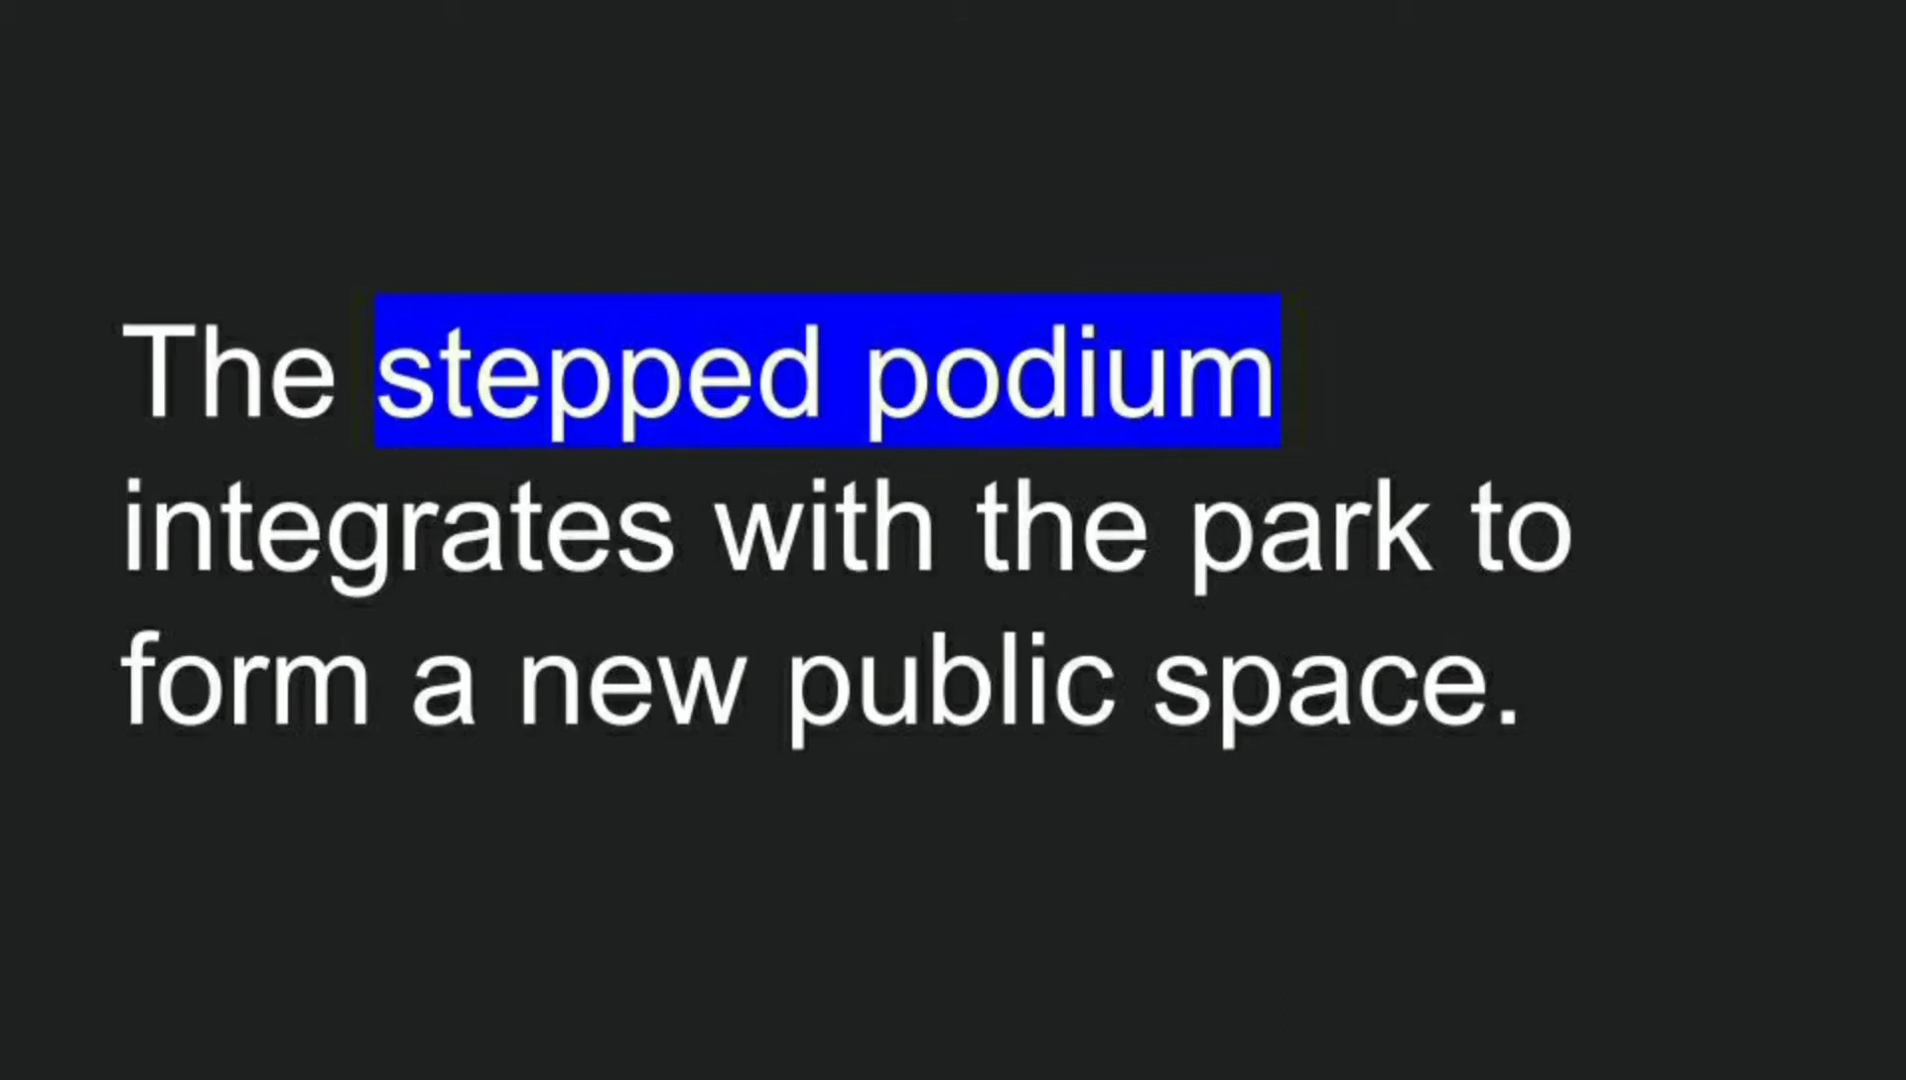 The stepped podium
integrates with the park to
form a new public space.